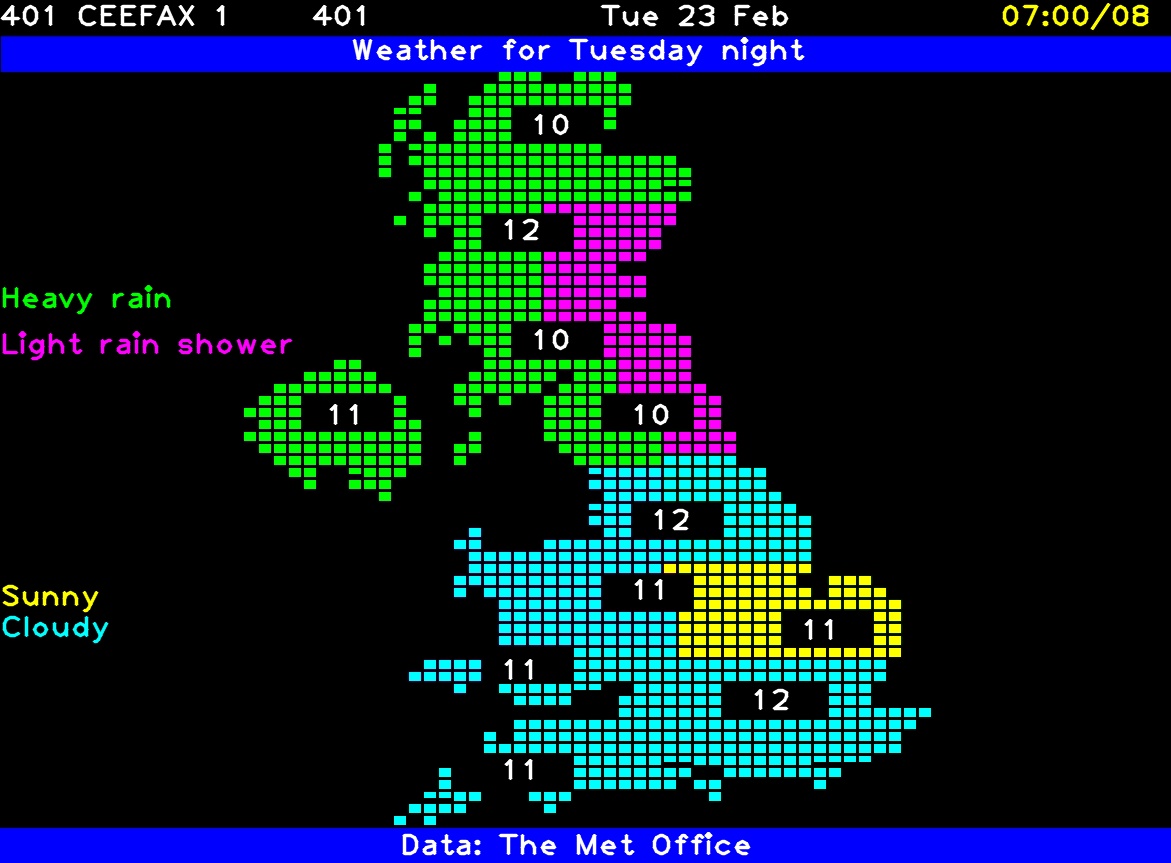 401 CEEFAX 1 401 Tue 23 Feb 07:00/08
Weather for Tuesday night
10
12
Heavy rain
Light rain shower
10
11
10
12
11
Sunny
Cloudy
11
11
12
11
Data: The Met Office